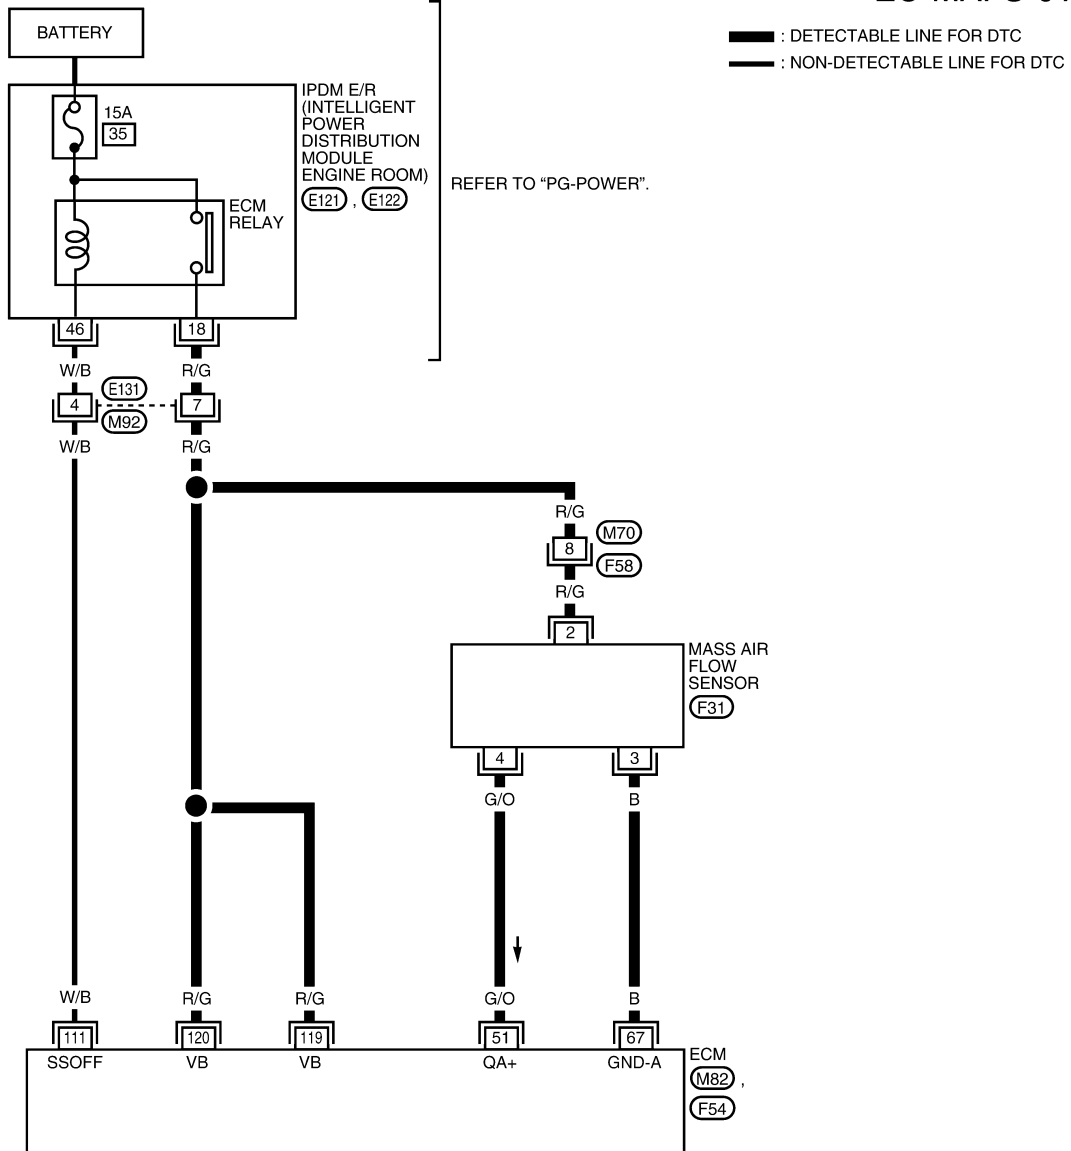 BATTERY
: DETECTABLE LINE FOR DTC
: NON-DETECTABLE LINE FOR DTC
15A
35
IPDM E/R
(INTELLIGENT
POWER
DISTRIBUTION
MODULE
ENGINE ROOM)
E121 , E122
REFER TO “PG-POWER”.
ECM
RELAY
46 18
W/B R/G
4 E131 7
M92
W/B R/G
R/G
8 M70
F58
R/G
2
MASS AIR
FLOW
SENSOR
F31
4 3
G/O B
W/B R/G R/G G/O B
111 120 119 51 67
SSOFF VB VB QA+ GND-A
ECM
M82 ,
F54